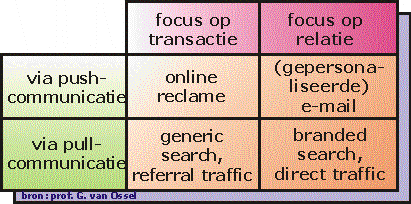 focus op
transactie
focus op
relatie
via push-
communicatie
online
reclame
(gepersona-
liseerde)
e-mail
via pull-
communicatie
generic
search,
referral traffic
branded
search,
direct traffic
bron : prof. G. van Ossel